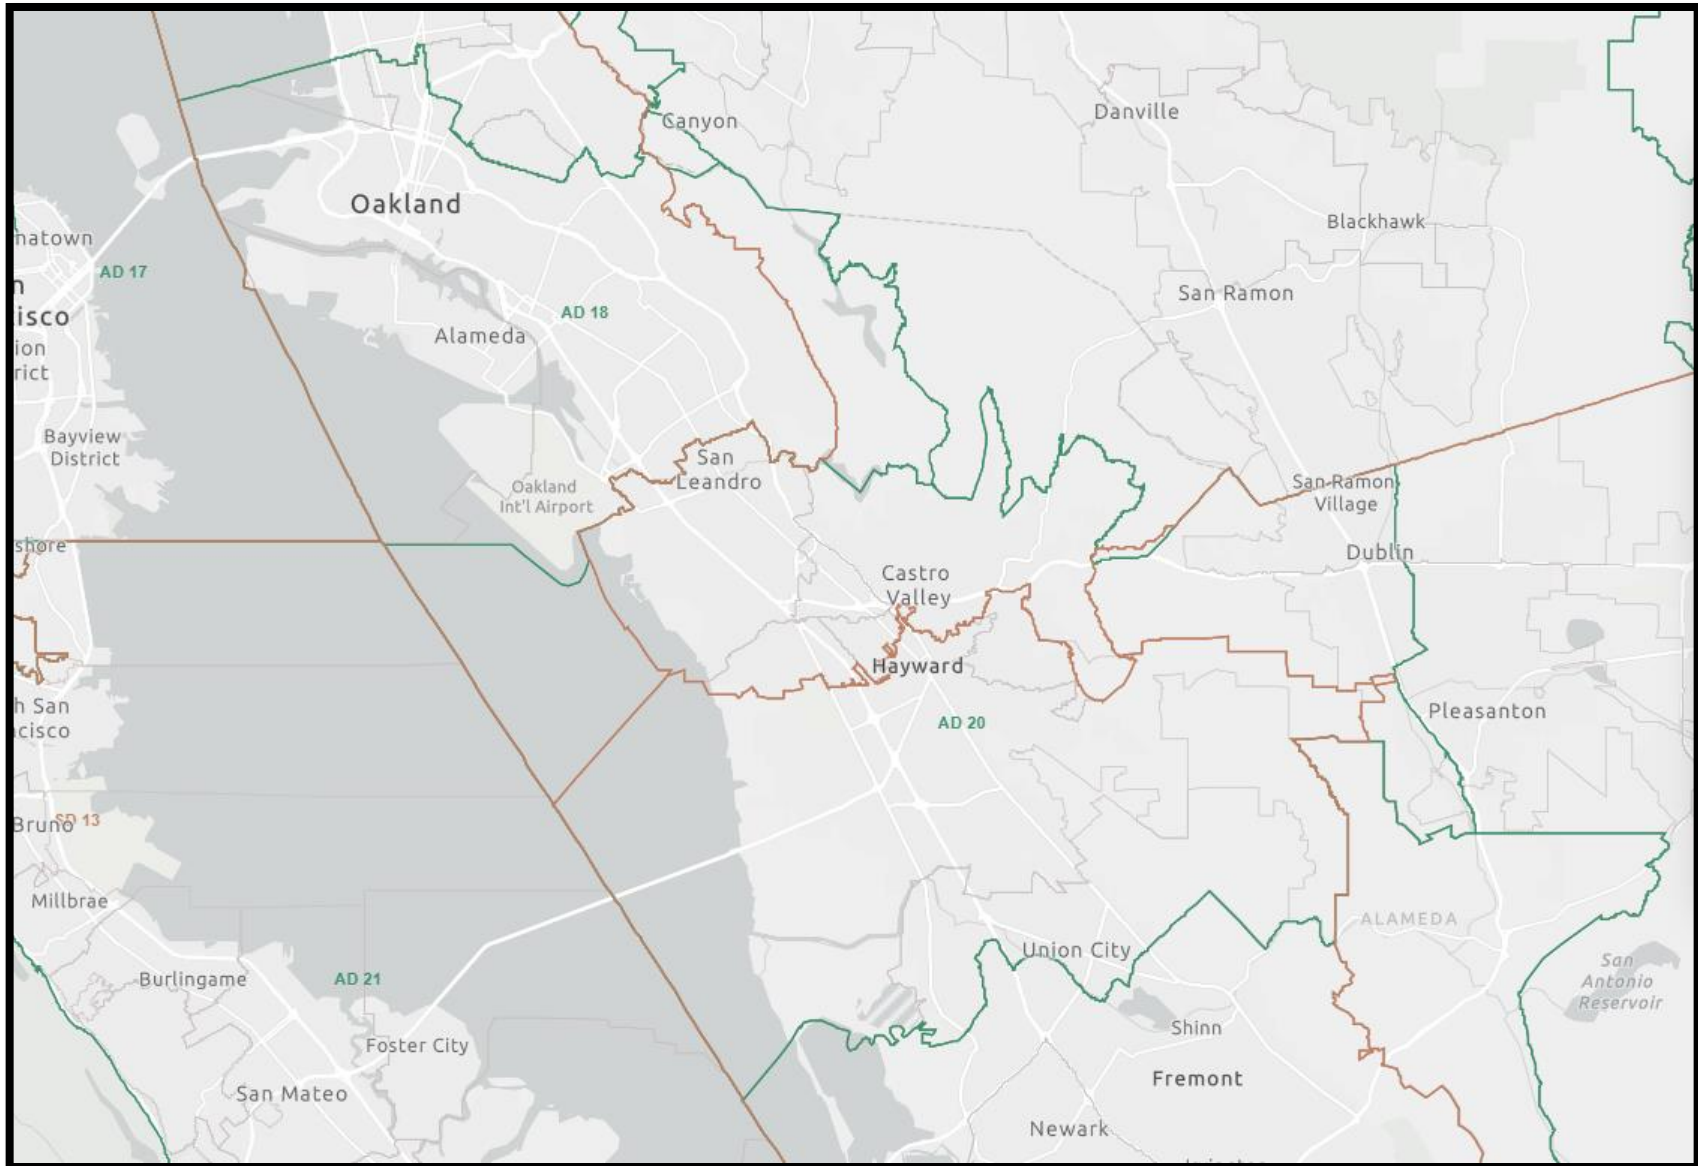 Danville
Canyon
Oakland
Blackhawk
natown
AD 17
n
isco
San Ramon
AD 18
ion
rict
Alameda
Bayview
District
San
Leandro
Oakland
Int'l Airport
San Ramon
Village
shore
Dublin
Castro
Valley
Hayward
h San
cisco
AD 20
Pleasanton
Bruno
SD 13
Millbrae
ALAMEDA
Union City
San
Antonio
Reservoir
Burlingame
AD 21
Shinn
Foster City
Fremont
San Mateo
Newark